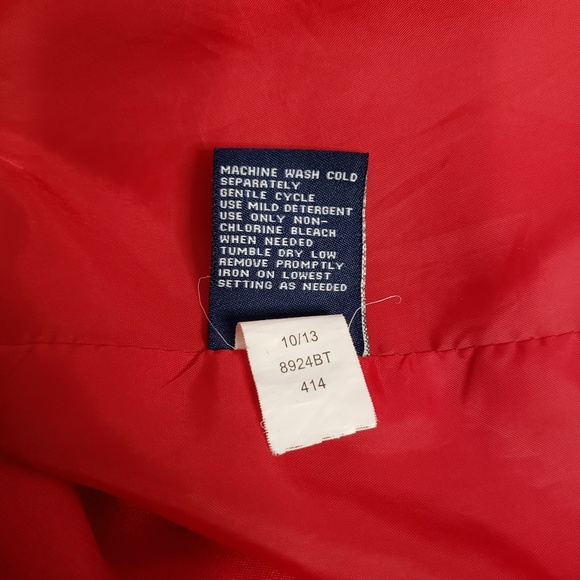 MACHINE WASH COLD
SEPARATELY
GENTLE CYCLE
USE MILD DETERGENT
USE ONLY NON-
CHLORINE BLEACH
WHEN NEEDED
TUMBLE DRY LOW
REMOVE PROMPTLY
IRON ON LOWEST
SETTING AS NEEDED
10/13
8924BT
414